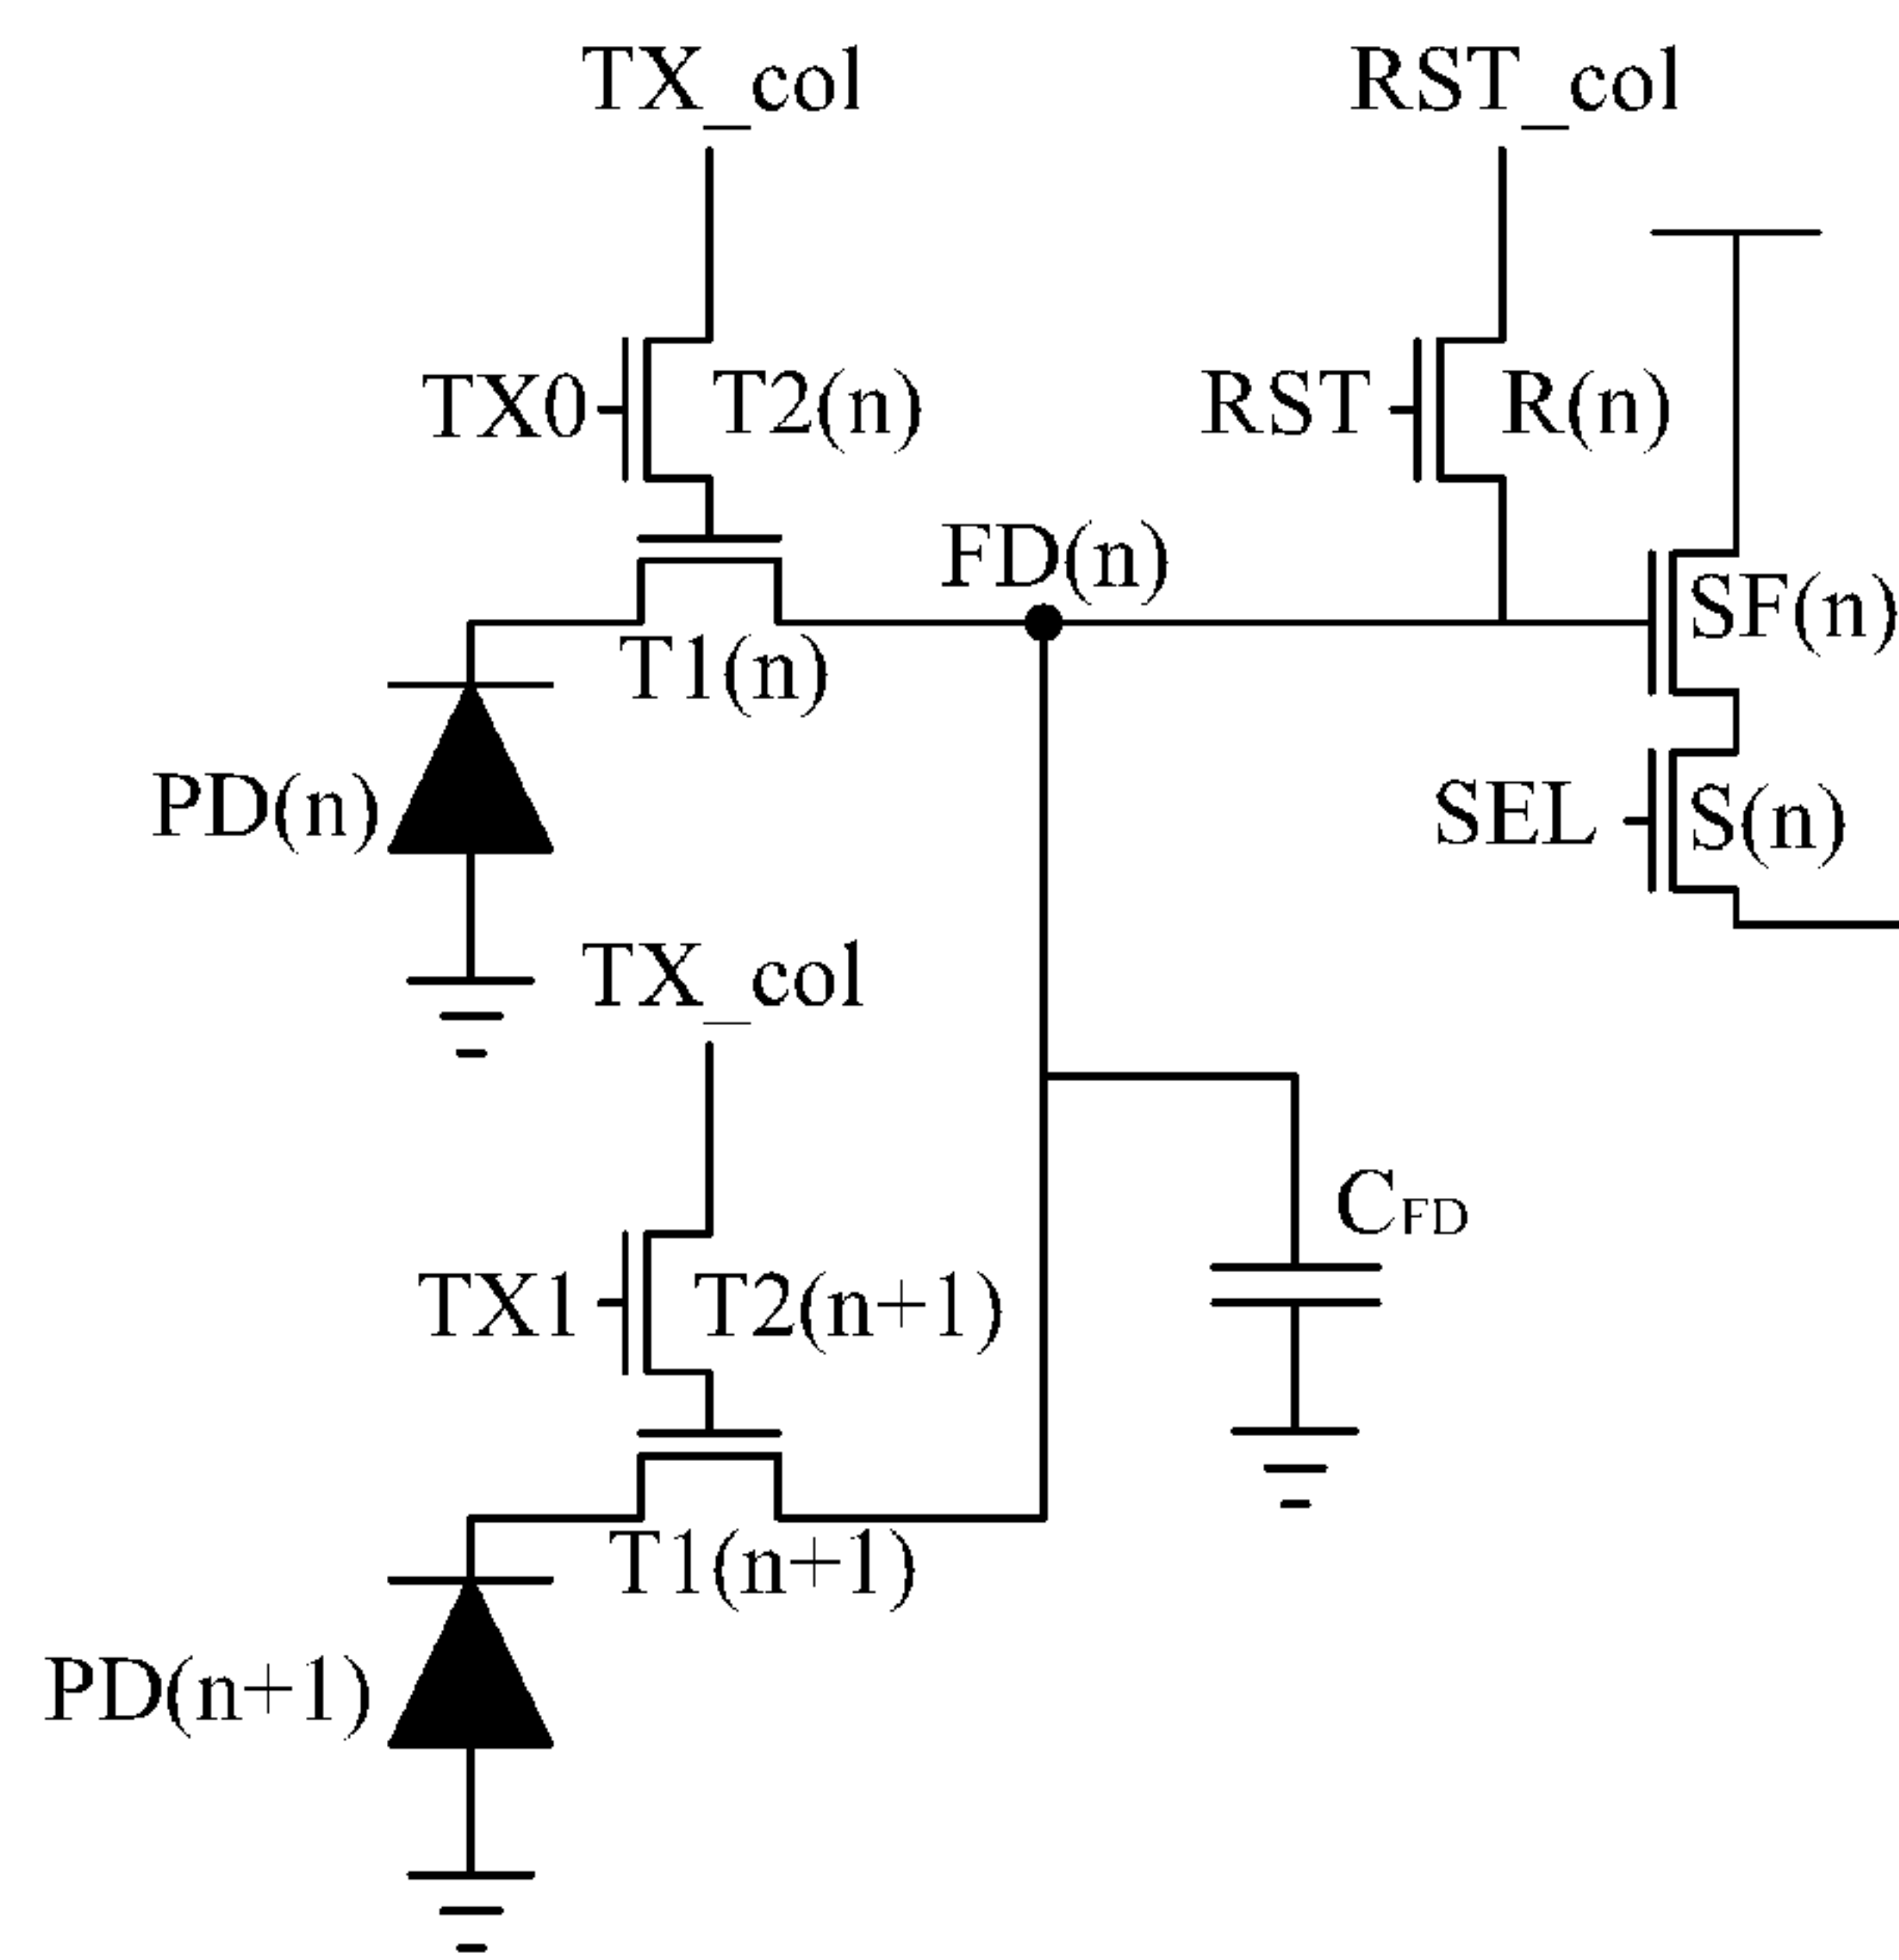 TX_col
RST_col
TX0
T2(n)
RST
R(n)
FD(n)
SF(n)
T1(n)
PD(n)
SEL
S(n)
TX_col
CFD
TX1
T2(n+1)
T1(n+1)
PD(n+1)